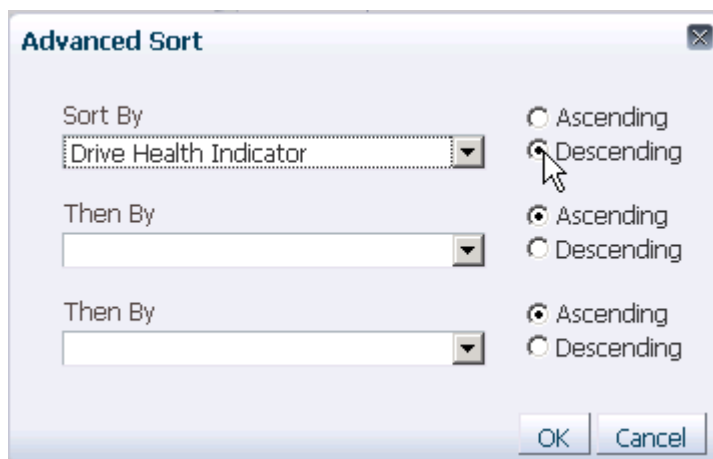 Advanced Sort
Sort By
Ascending
Drive Health Indicator
Descending
Then By
Ascending
Descending
Then By
Ascending
Descending
OK
Cancel